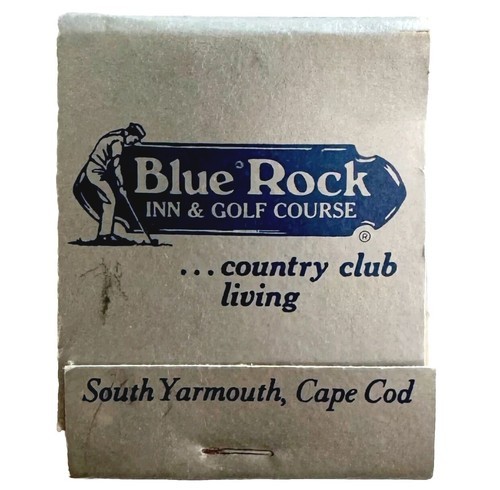 Blue Rock
INN & GOLF COURSE
®
...country club
living
South Yarmouth, Cape Cod